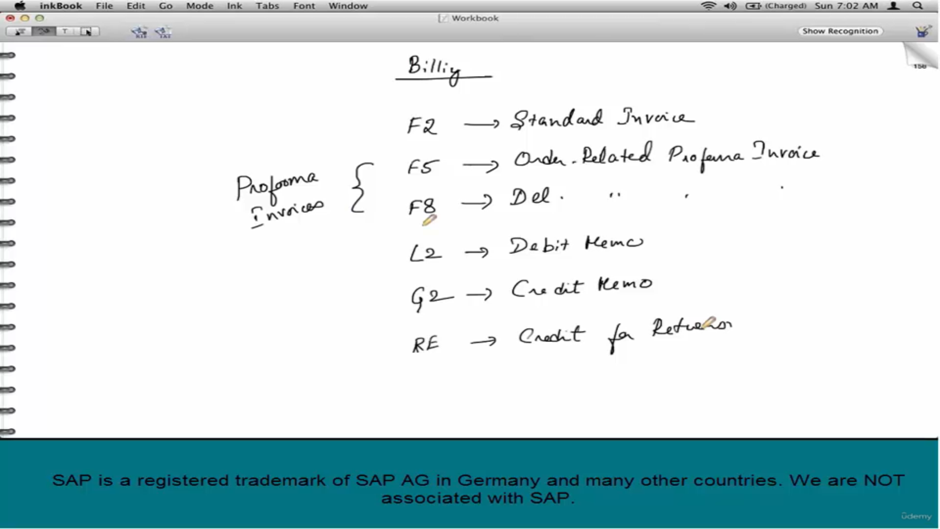 inkBook File Edit Go Mode Ink Tabs Font Window (Charged) Sun 7:02 AM
Workbook
T Show Recognition
150
Billiy
F2 → Standard Invoice
F5 → Order-Related Proforma Invoice
Proforma
Invoices
F8 → Del. " " "
L2 → Debit Memo
G2 → Credit Memo
RE → Credit for Returns
SAP is a registered trademark of SAP AG in Germany and many other countries. We are NOT
associated with SAP.
ûdemy